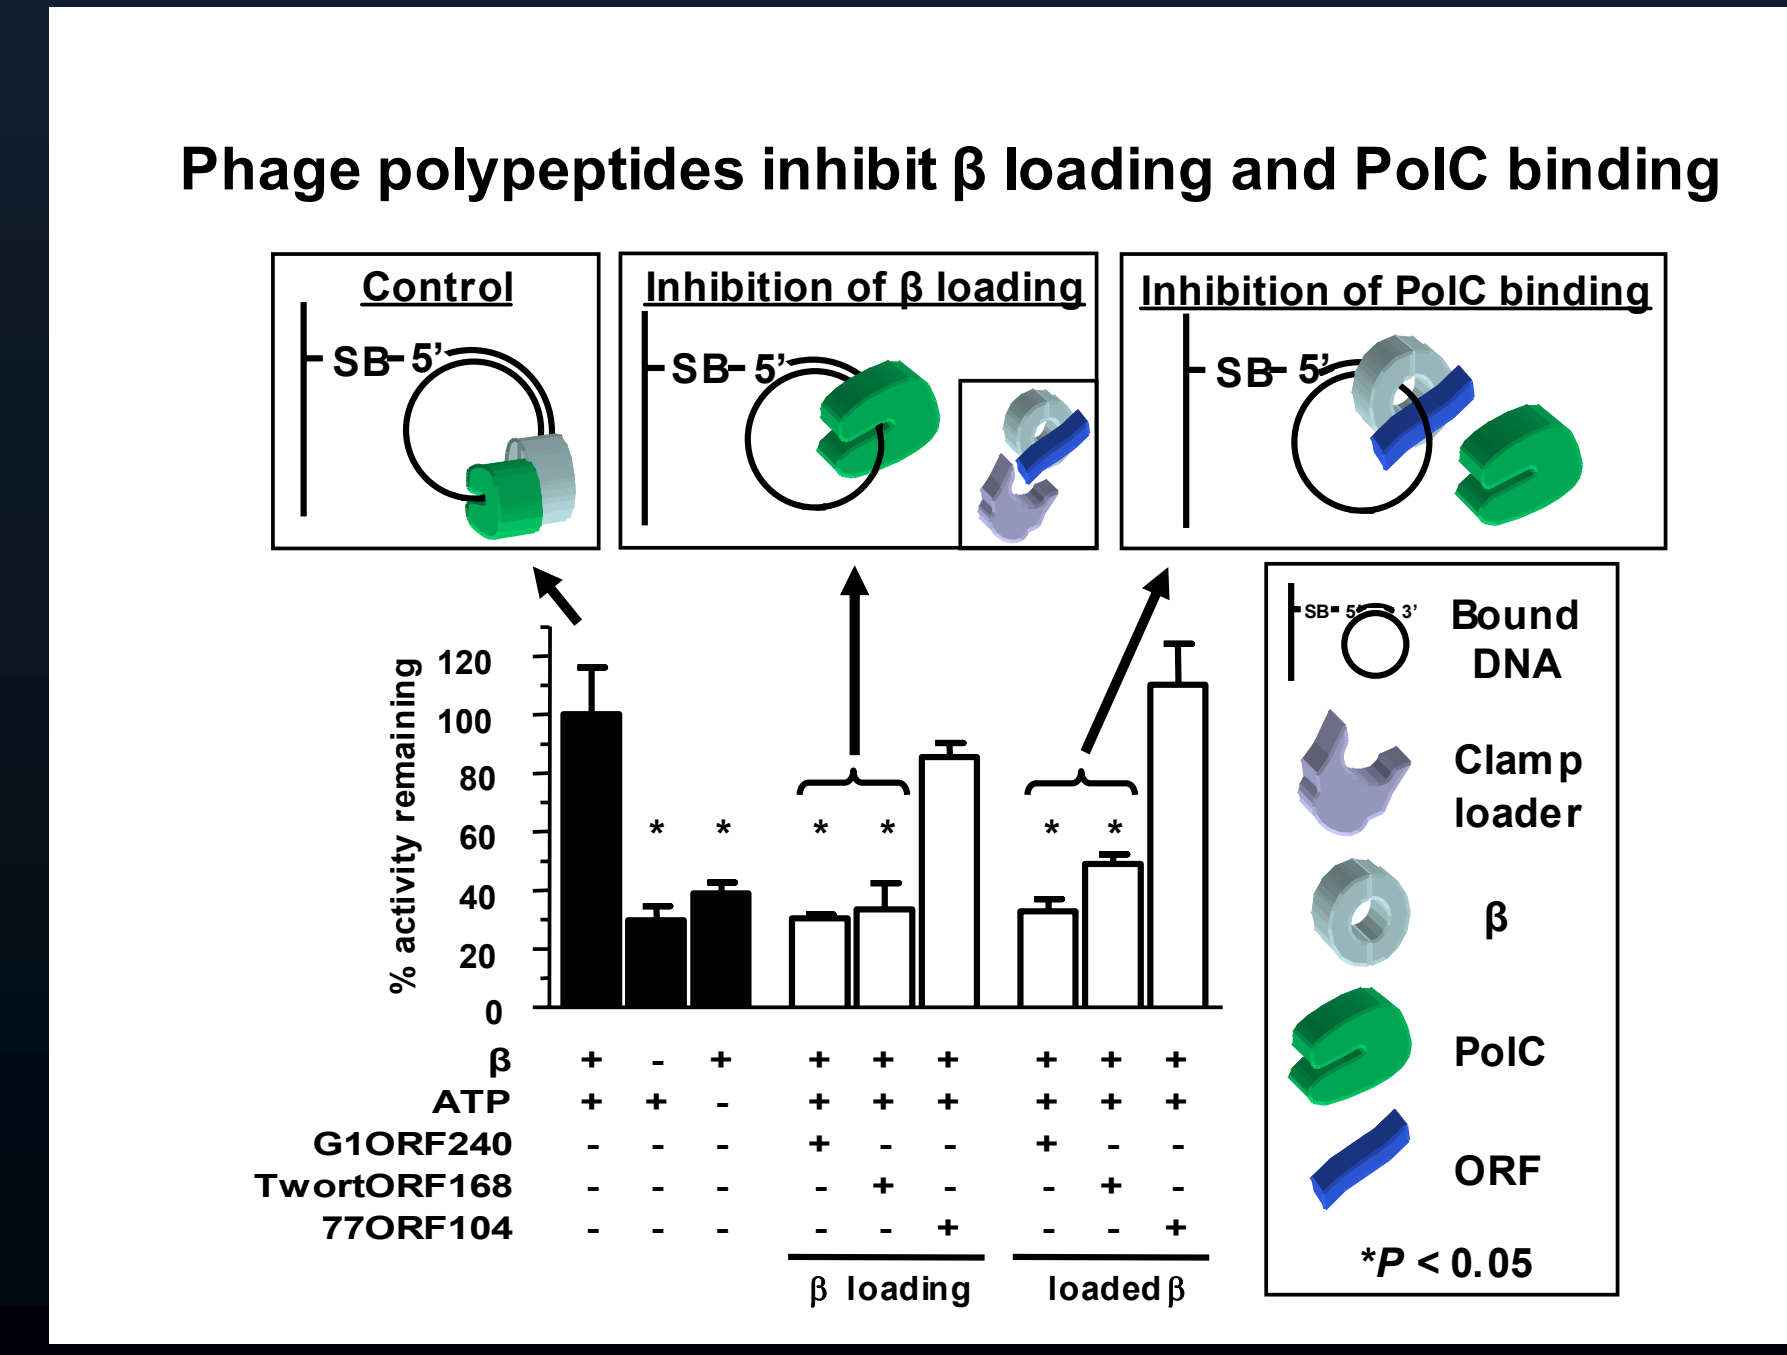 Phage polypeptides inhibit β loading and PolC binding
Control
SB- 5’
Inhibition of β loading
SB- 5’
Inhibition of PolC binding
SB- 5’
SB- 5’ 3’
Bound
DNA
Clamp
loader
β
PolC
ORF
*P < 0.05
% activity remaining
120
100
80
60
40
20
0
* * * * * *
β + - + + + + + + +
ATP + + - + + + + + +
G1ORF240 - - - + - - + - -
TwortORF168 - - - - + - - + -
77ORF104 - - - - - + - - +
β loading
loaded β